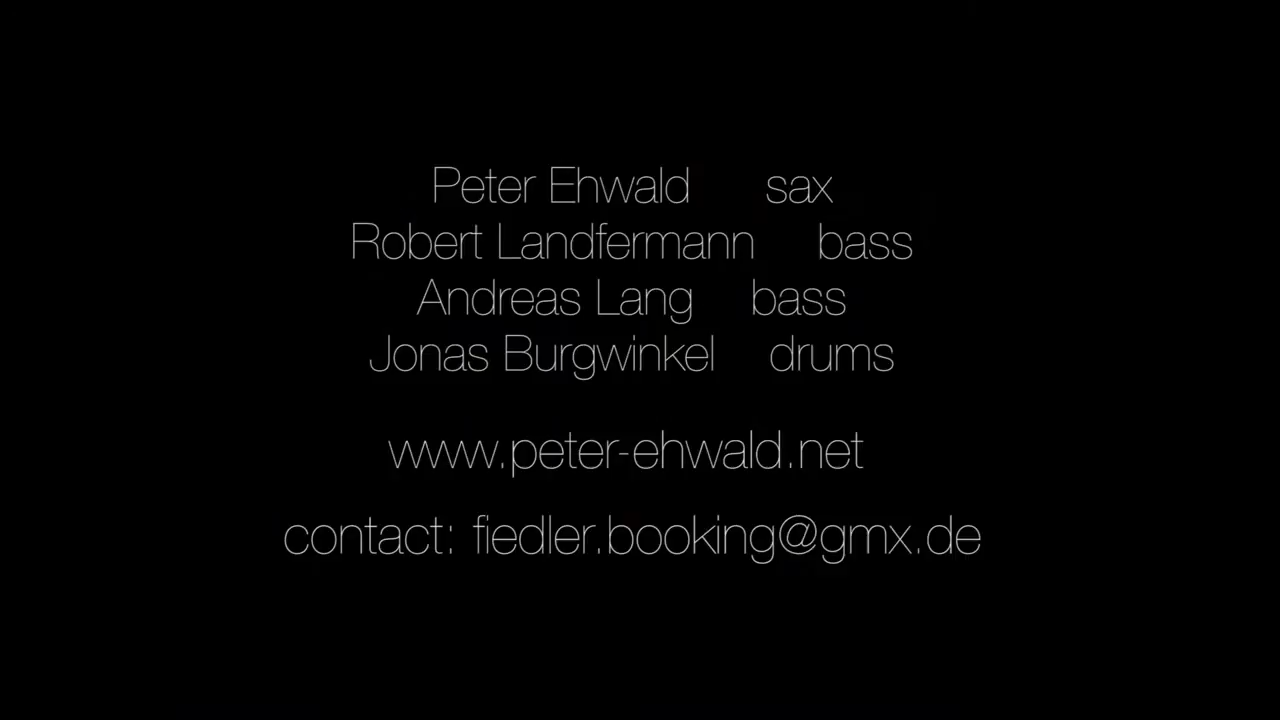 Peter Ehwald sax
Robert Landfermann bass
Andreas Lang bass
Jonas Burgwinkel drums
www.peter-ehwald.net
contact: fiedler.booking@gmx.de